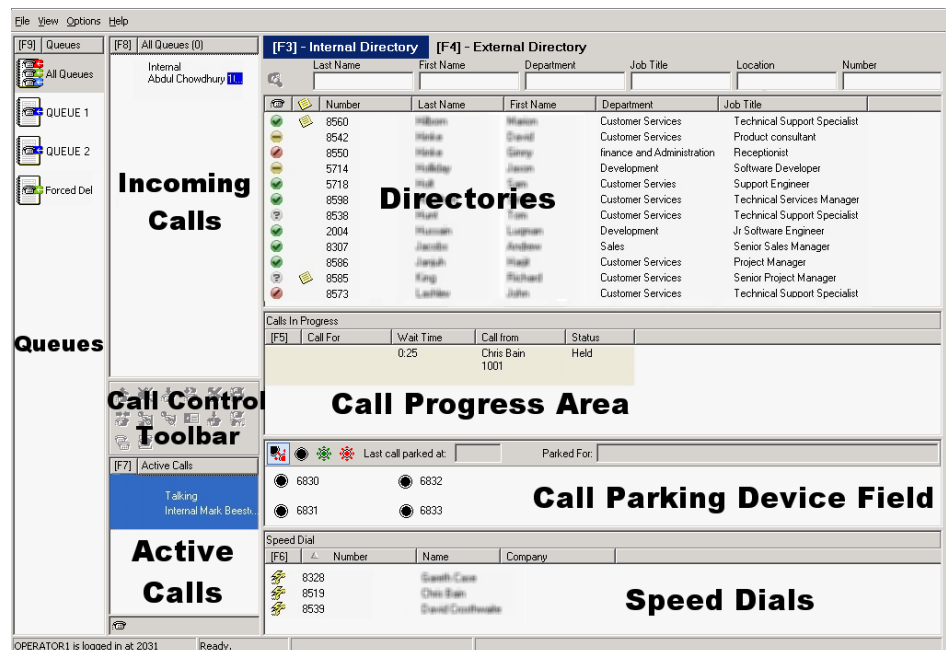 File View Options Help
[F9] Queues
All Queues
QUEUE 1
QUEUE 2
Forced Del
Queues
[F8] All Queues (0)
Internal
Abdul Chowdhury
Incoming
Calls
Call Control
Toolbar
[F7] Active Calls
Talking
Internal Mark Beest...
Active
Calls
[F3] - Internal Directory [F4] - External Directory
Last Name First Name Department Job Title Location Number
Number Last Name First Name Department Job Title
8560 Customer Services Technical Support Specialist
8542 Customer Services Product consultant
8550 finance and Administration Receptionist
5714 Development Software Developer
5718 Customer Servies Support Engineer
8598 Customer Services Technical Services Manager
8538 Customer Services Technical Support Specialist
2004 Development Jr Software Engineer
8307 Sales Senior Sales Manager
8586 Customer Services Project Manager
8585 King Richard Customer Services Senior Project Manager
8573 Customer Services Technical Support Specialist
Directories
Calls In Progress
[F5] Call For Wait Time Call from Status
0:25 Chris Bain Held
1001
Call Progress Area
Last call parked at: Parked For:
6830 6832
6831 6833
Call Parking Device Field
Speed Dial
[F6] Number Name Company
8328
8519 Chris Bain
8539
Speed Dials
OPERATOR1 is logged in at 2031 Ready.